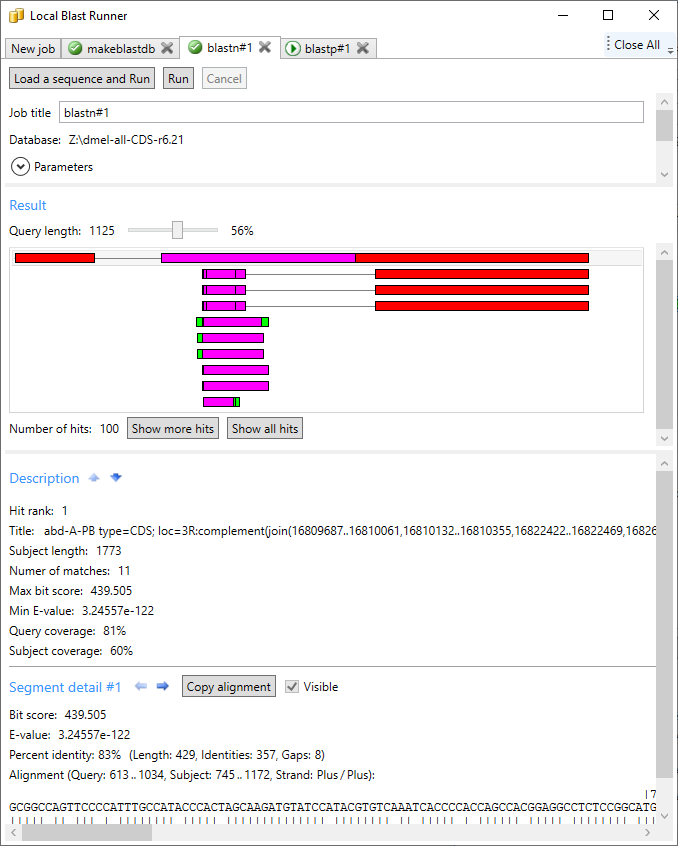 Local Blast Runner
New job makeblastdb blastn#1 blastp#1 Close All
Load a sequence and Run Run Cancel
Job title blastn#1
Database: Z:\dmel-all-CDS-r6.21
Parameters
Result
Query length: 1125 56%
Number of hits: 100 Show more hits Show all hits
Description
Hit rank: 1
Title: abd-A-PB type=CDS; loc=3R:complement(join(16809687..16810061,16810132..16810355,16822422..16822469,16826
Subject length: 1773
Numer of matches: 11
Max bit score: 439.505
Min E-value: 3.24557e-122
Query coverage: 81%
Subject coverage: 60%
Segment detail #1 Copy alignment Visible
Bit score: 439.505
E-value: 3.24557e-122
Percent identity: 83% (Length: 429, Identities: 357, Gaps: 8)
Alignment (Query: 613 .. 1034, Subject: 745 .. 1172, Strand: Plus / Plus):
|7
GCGGCCAGTTCCCCATTTGCCATACCCACTAGCAAGATGTATCCATACGTGTCAAATCACCCCACCAGCCACGGAGGCCTCTCCGGCATG